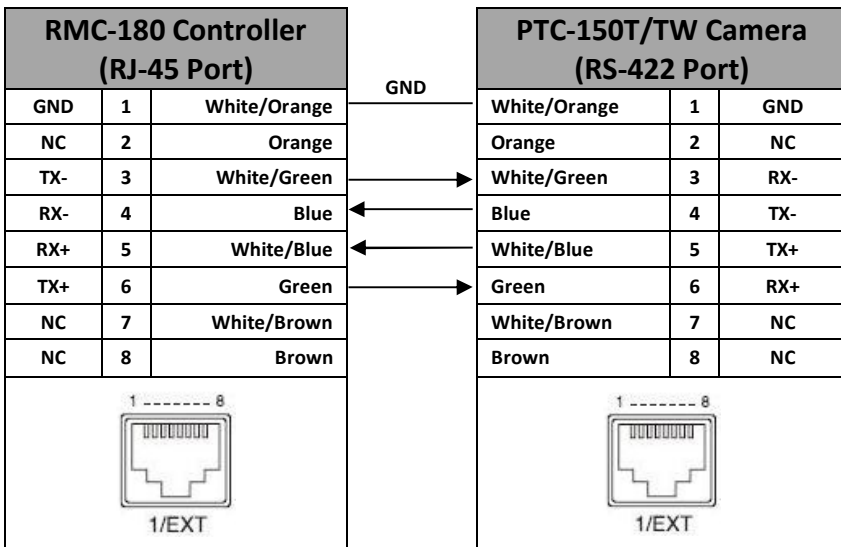 RMC-180 Controller
(RJ-45 Port)
GND 1 White/Orange
NC 2 Orange
TX- 3 White/Green
RX- 4 Blue
RX+ 5 White/Blue
TX+ 6 Green
NC 7 White/Brown
NC 8 Brown
1 ------- 8
1/EXT
GND
PTC-150T/TW Camera
(RS-422 Port)
White/Orange 1 GND
Orange 2 NC
White/Green 3 RX-
Blue 4 TX-
White/Blue 5 TX+
Green 6 RX+
White/Brown 7 NC
Brown 8 NC
1 ------- 8
1/EXT